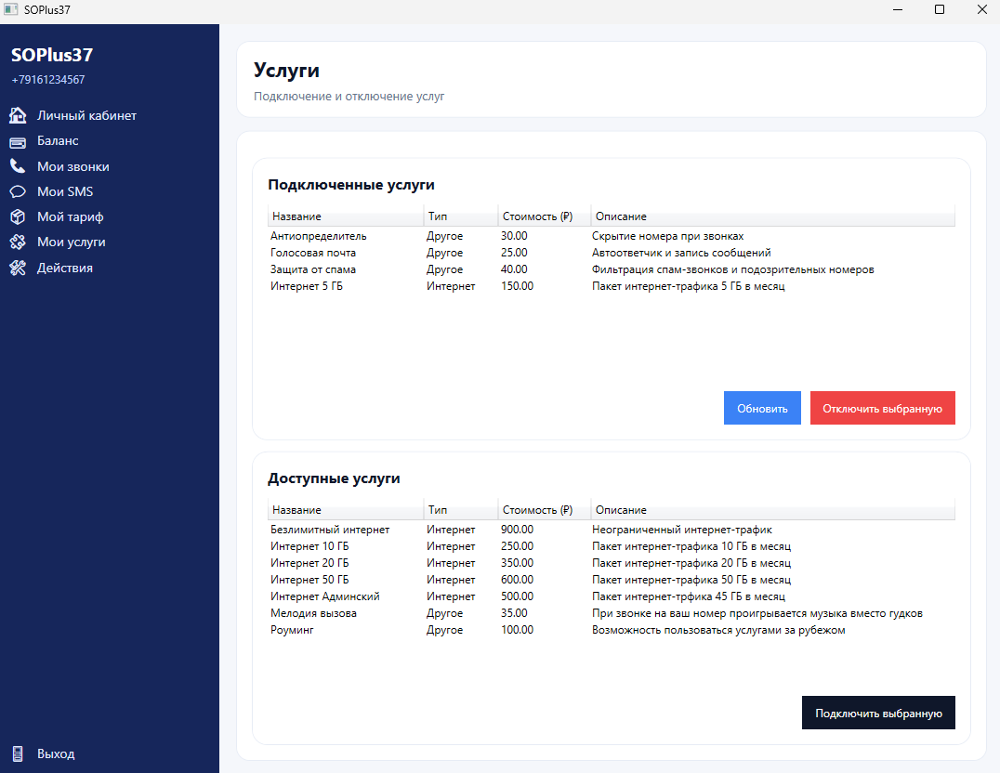 SOPlus37
SOPlus37
+79161234567
Личный кабинет
Баланс
Мои звонки
Мои SMS
Мой тариф
Мои услуги
Действия
Выход
Услуги
Подключение и отключение услуг
Подключенные услуги
Название Тип Стоимость (₽) Описание
Антиопределитель Другое 30.00 Скрытие номера при звонках
Голосовая почта Другое 25.00 Автоответчик и запись сообщений
Защита от спама Другое 40.00 Фильтрация спам-звонков и подозрительных номеров
Интернет 5 ГБ Интернет 150.00 Пакет интернет-трафика 5 ГБ в месяц
Обновить Отключить выбранную
Доступные услуги
Название Тип Стоимость (₽) Описание
Безлимитный интернет Интернет 900.00 Неограниченный интернет-трафик
Интернет 10 ГБ Интернет 250.00 Пакет интернет-трафика 10 ГБ в месяц
Интернет 20 ГБ Интернет 350.00 Пакет интернет-трафика 20 ГБ в месяц
Интернет 50 ГБ Интернет 600.00 Пакет интернет-трафика 50 ГБ в месяц
Интернет Админский Интернет 500.00 Пакет интернет-трфика 45 ГБ в месяц
Мелодия вызова Другое 35.00 При звонке на ваш номер проигрывается музыка вместо гудков
Роуминг Другое 100.00 Возможность пользоваться услугами за рубежом
Подключить выбранную